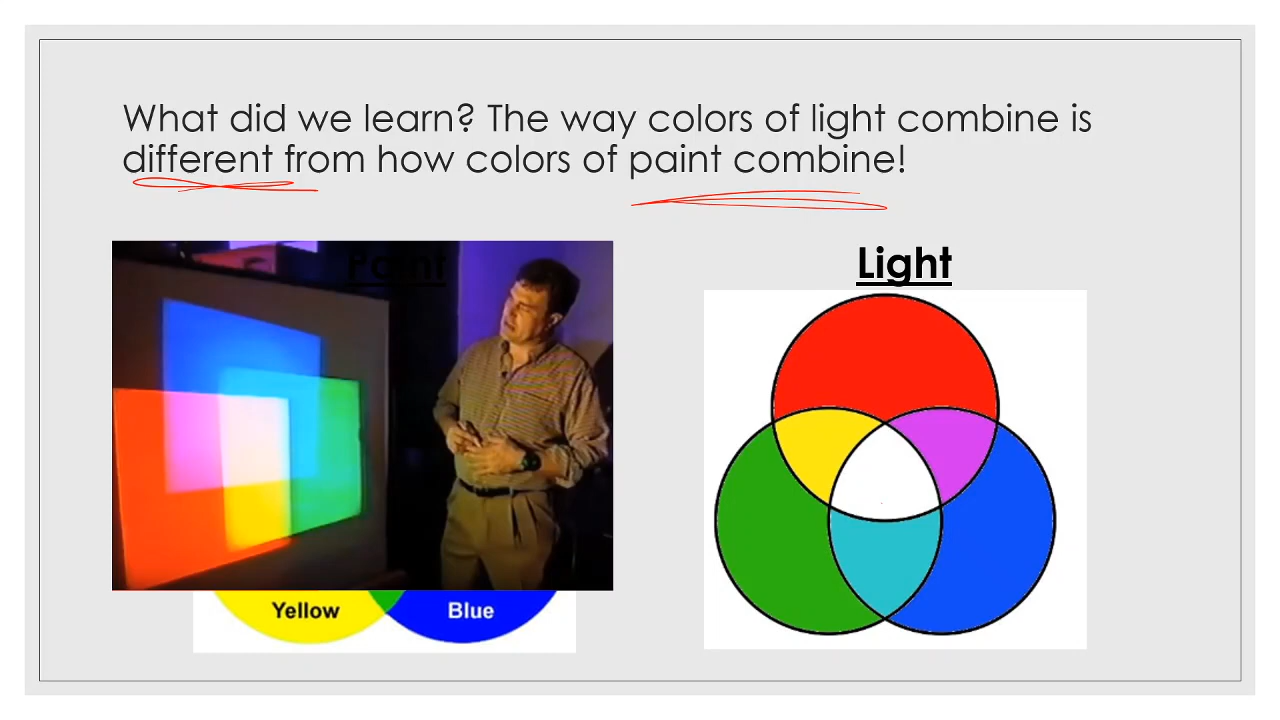 What did we learn? The way colors of light combine is
different from how colors of paint combine!
Paint
Light
Yellow
Blue